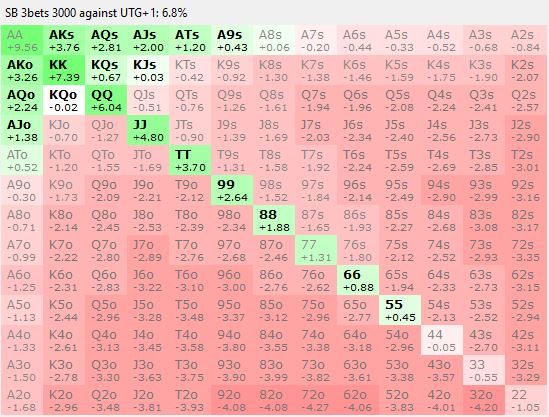 SB 3bets 3000 against UTG+1: 6.8%
AA AKs AQs AJs ATs A9s A8s A7s A6s A5s A4s A3s A2s
+9.56 +3.76 +2.81 +2.00 +1.20 +0.43 +0.06 -0.20 -0.44 -0.33 -0.52 -0.68 -0.84
AKo KK KQs KJs KTs K9s K8s K7s K6s K5s K4s K3s K2s
+3.26 +7.39 +0.67 +0.03 -0.42 -0.92 -1.30 -1.38 -1.46 -1.59 -1.75 -1.90 -2.07
AQo KQo QQ QJs QTs Q9s Q8s Q7s Q6s Q5s Q4s Q3s Q2s
+2.24 -0.02 +6.04 -0.51 -0.76 -1.26 -1.61 -1.94 -1.96 -2.08 -2.24 -2.41 -2.57
AJo KJo QJo JJ JTs J9s J8s J7s J6s J5s J4s J3s J2s
+1.38 -0.70 -1.27 +4.80 -0.90 -1.39 -1.69 -2.03 -2.34 -2.40 -2.56 -2.73 -2.90
ATo KTo QTo JTo TT T9s T8s T7s T6s T5s T4s T3s T2s
+0.52 -1.20 -1.55 -1.69 +3.70 -1.31 -1.58 -1.92 -2.24 -2.59 -2.69 -2.85 -3.01
A9o K9o Q9o J9o T9o 99 98s 97s 96s 95s 94s 93s 92s
-0.30 -1.73 -2.09 -2.21 -2.12 +2.64 -1.52 -1.84 -2.14 -2.49 -2.90 -2.99 -3.16
A8o K8o Q8o J8o T8o 98o 88 87s 86s 85s 84s 83s 82s
-0.71 -2.14 -2.45 -2.53 -2.39 -2.34 +1.88 -1.65 -1.93 -2.27 -2.68 -3.08 -3.17
A7o K7o Q7o J7o T7o 97o 87o 77 76s 75s 74s 73s 72s
-0.99 -2.22 -2.80 -2.89 -2.76 -2.68 -2.46 +1.31 -1.80 -2.12 -2.52 -2.93 -3.35
A6o K6o Q6o J6o T6o 96o 86o 76o 66 65s 64s 63s 62s
-1.25 -2.31 -2.83 -3.22 -3.10 -3.00 -2.76 -2.62 +0.88 -1.94 -2.33 -2.73 -3.15
A5o K5o Q5o J5o T5o 95o 85o 75o 65o 55 54s 53s 52s
-1.13 -2.44 -2.96 -3.28 -3.48 -3.37 -3.12 -2.96 -2.77 +0.45 -2.13 -2.52 -2.94
A4o K4o Q4o J4o T4o 94o 84o 74o 64o 54o 44 43s 42s
-1.33 -2.61 -3.13 -3.45 -3.58 -3.80 -3.55 -3.38 -3.18 -2.96 -0.05 -2.70 -3.11
A3o K3o Q3o J3o T3o 93o 83o 73o 63o 53o 43o 33 32s
-1.50 -2.78 -3.30 -3.63 -3.75 -3.90 -3.99 -3.82 -3.61 -3.38 -3.57 -0.55 -3.29
A2o K2o Q2o J2o T2o 92o 82o 72o 62o 52o 42o 32o 22
-1.68 -2.96 -3.48 -3.81 -3.93 -4.08 -4.08 -4.27 -4.06 -3.83 -4.01 -4.20 -1.05